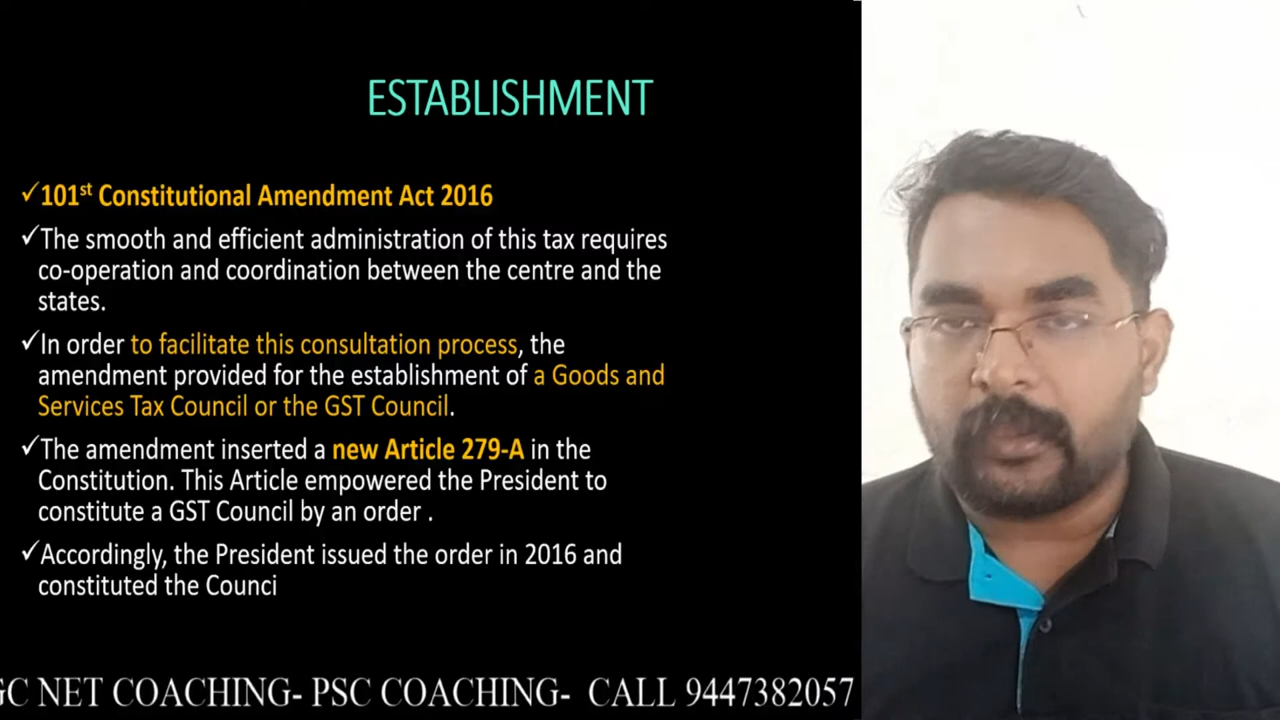 ESTABLISHMENT
✓101st Constitutional Amendment Act 2016
✓The smooth and efficient administration of this tax requires
co-operation and coordination between the centre and the
states.
✓In order to facilitate this consultation process, the
amendment provided for the establishment of a Goods and
Services Tax Council or the GST Council.
✓The amendment inserted a new Article 279-A in the
Constitution. This Article empowered the President to
constitute a GST Council by an order .
✓Accordingly, the President issued the order in 2016 and
constituted the Counci
GC NET COACHING- PSC COACHING- CALL 9447382057